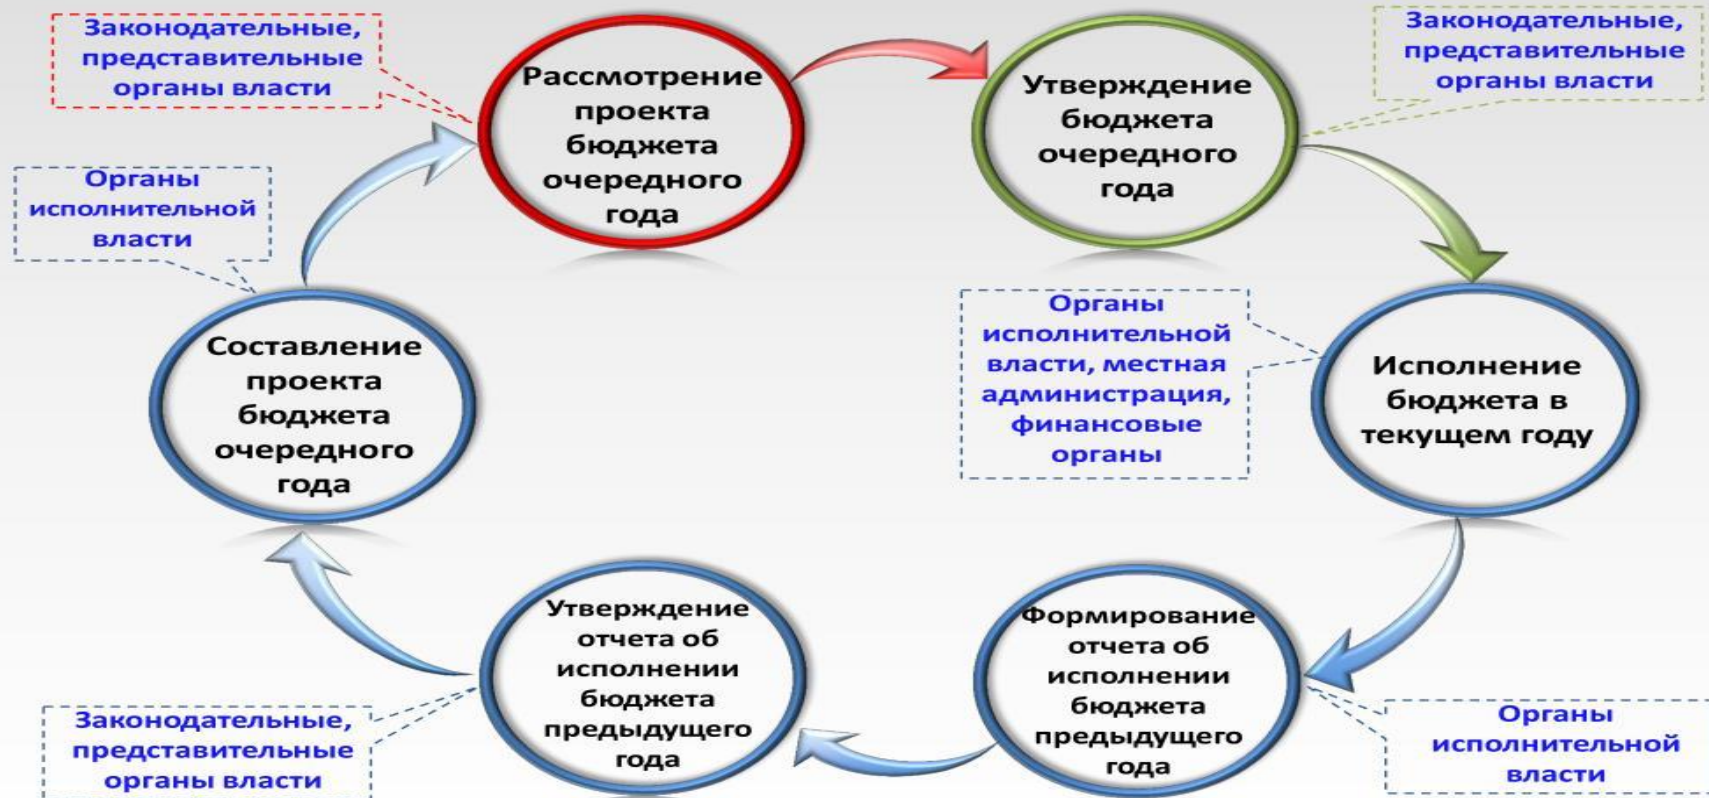 Законодательные,
представительные
органы власти
Рассмотрение
проекта
бюджета
очередного
года
Утверждение
бюджета
очередного
года
Законодательные,
представительные
органы власти
Органы
исполнительной
власти
Составление
проекта
бюджета
очередного
года
Органы
исполнительной
власти, местная
администрация,
финансовые
органы
Исполнение
бюджета в
текущем году
Утверждение
отчета об
исполнении
бюджета
предыдущего
года
Формирование
отчета об
исполнении
бюджета
предыдущего
года
Законодательные,
представительные
органы власти
Органы
исполнительной
власти